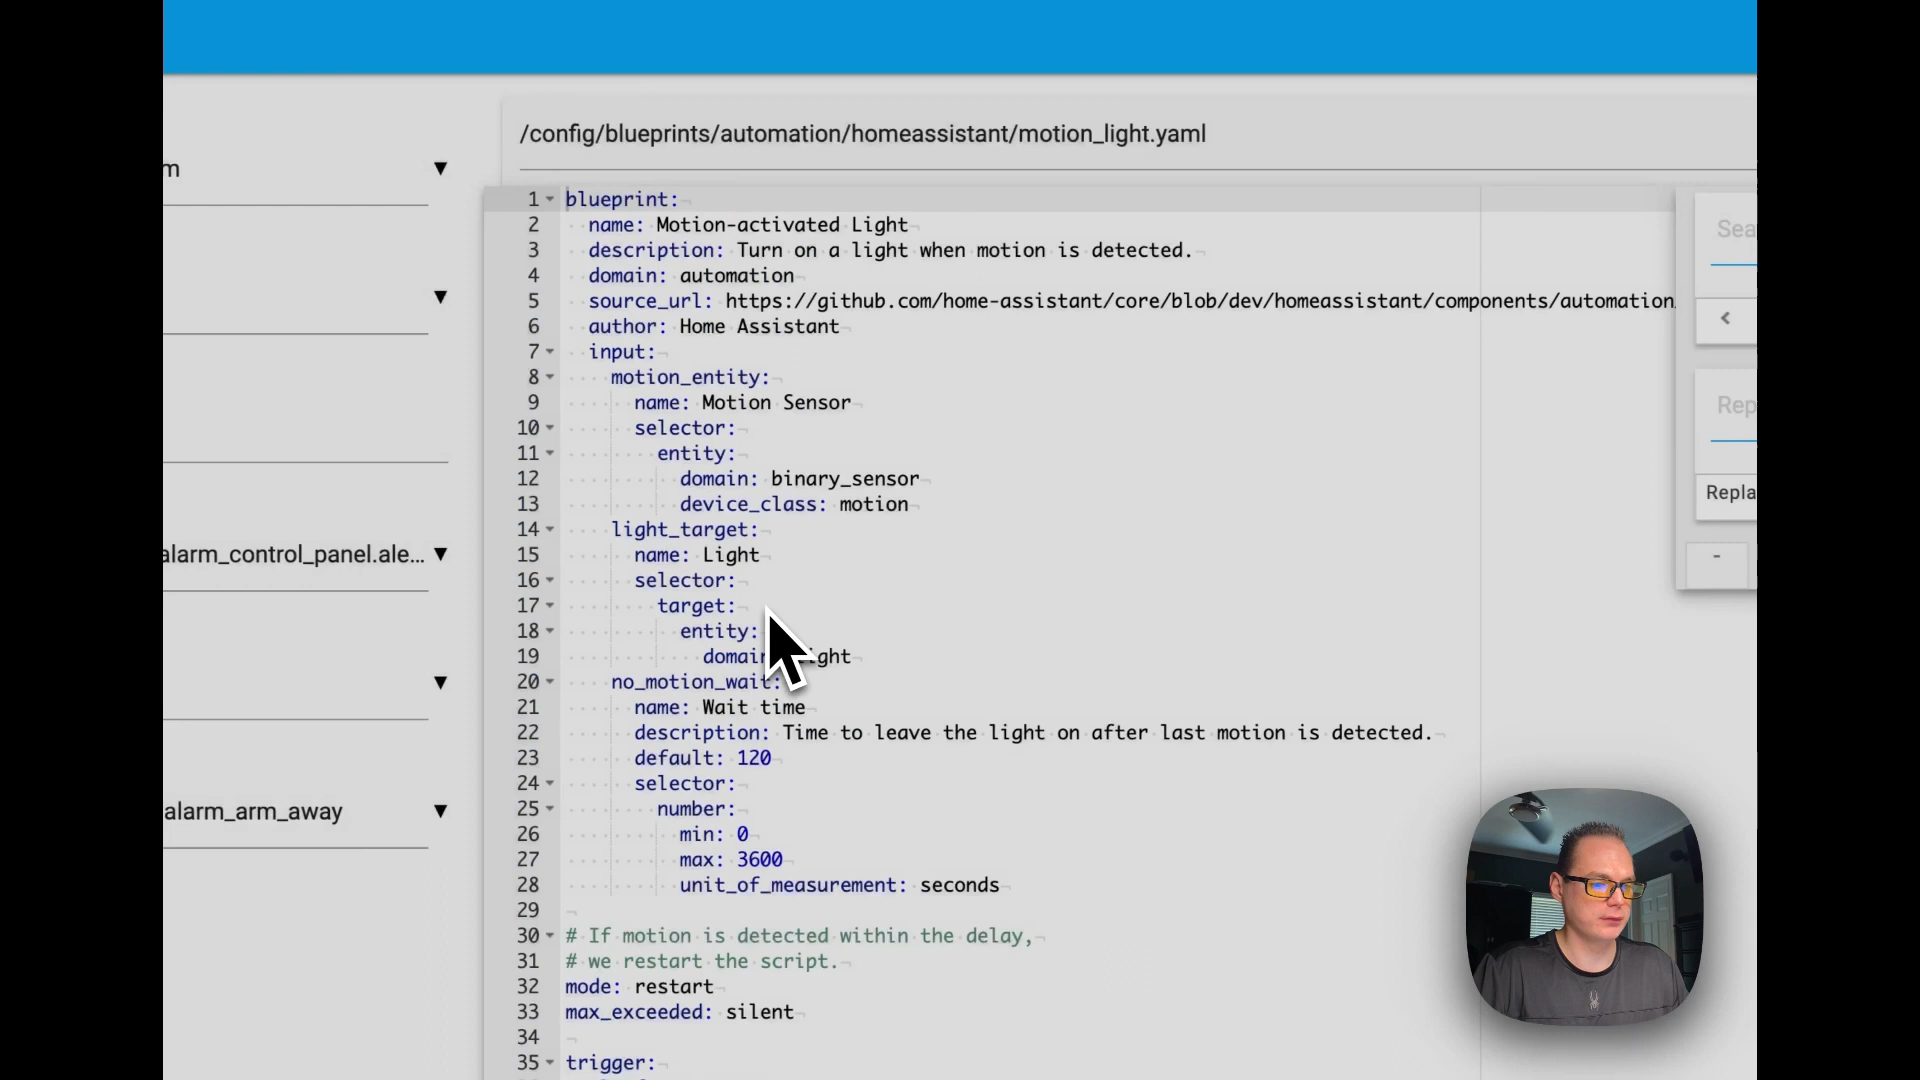 /config/blueprints/automation/homeassistant/motion_light.yaml
m
alarm_control_panel.ale...
alarm_arm_away
1 blueprint:
2 name: Motion-activated Light
3 description: Turn on a light when motion is detected.
4 domain: automation
5 source_url: https://github.com/home-assistant/core/blob/dev/homeassistant/components/automation
6 author: Home Assistant
7 input:
8 motion_entity:
9 name: Motion Sensor
10 selector:
11 entity:
12 domain: binary_sensor
13 device_class: motion
14 light_target:
15 name: Light
16 selector:
17 target:
18 entity:
19 domain ght
20 no_motion_wait:
21 name: Wait time
22 description: Time to leave the light on after last motion is detected.
23 default: 120
24 selector:
25 number:
26 min: 0
27 max: 3600
28 unit_of_measurement: seconds
29
30 # If motion is detected within the delay,
31 # we restart the script.
32 mode: restart
33 max_exceeded: silent
34
35 trigger:
Sea
<
Rep
Repla
-